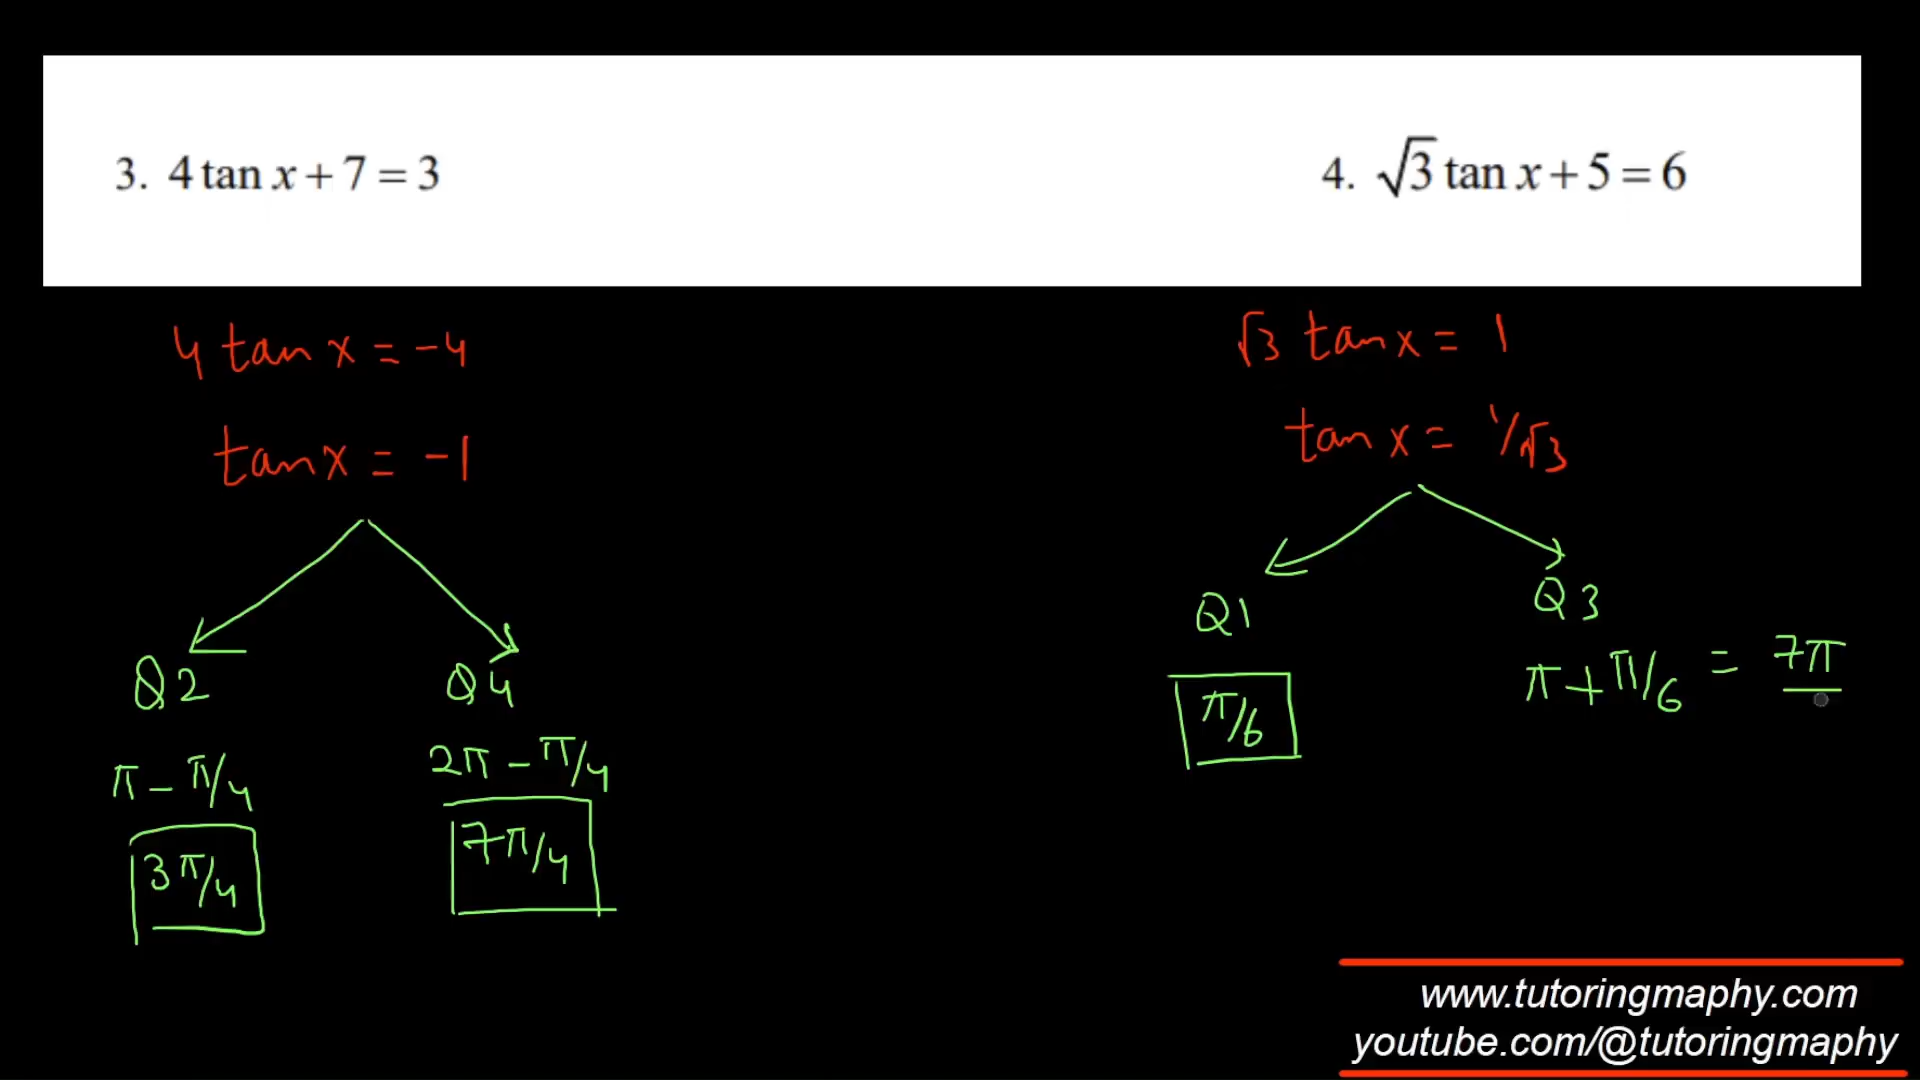 3. 4 tan x + 7 = 3
4. √3 tan x + 5 = 6
4 tan x = -4
tan x = -1
Q2
Q4
π - π/4
2π - π/4
3π/4
7π/4
√3 tan x = 1
tan x = 1/√3
Q1
Q3
π/6
π + π/6 = 7π
www.tutoringmaphy.com
youtube.com/@tutoringmaphy